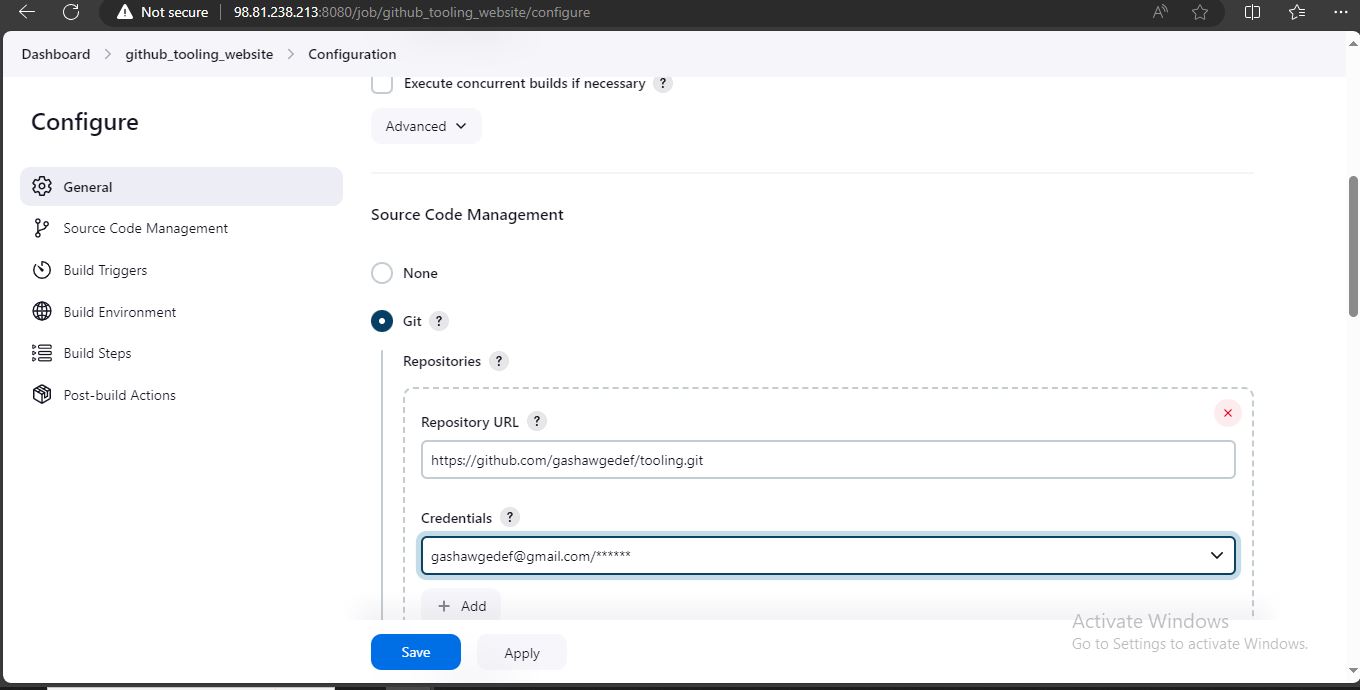 Not secure 98.81.238.213:8080/job/github_tooling_website/configure
Dashboard > github_tooling_website > Configuration
Execute concurrent builds if necessary ?
Configure
Advanced
General
Source Code Management
Build Triggers
Build Environment
Build Steps
Post-build Actions
Source Code Management
None
Git ?
Repositories ?
Repository URL ?
https://github.com/gashawgedef/tooling.git
Credentials ?
gashawgedef@gmail.com/******
+ Add
Save
Apply
Activate Windows
Go to Settings to activate Windows.